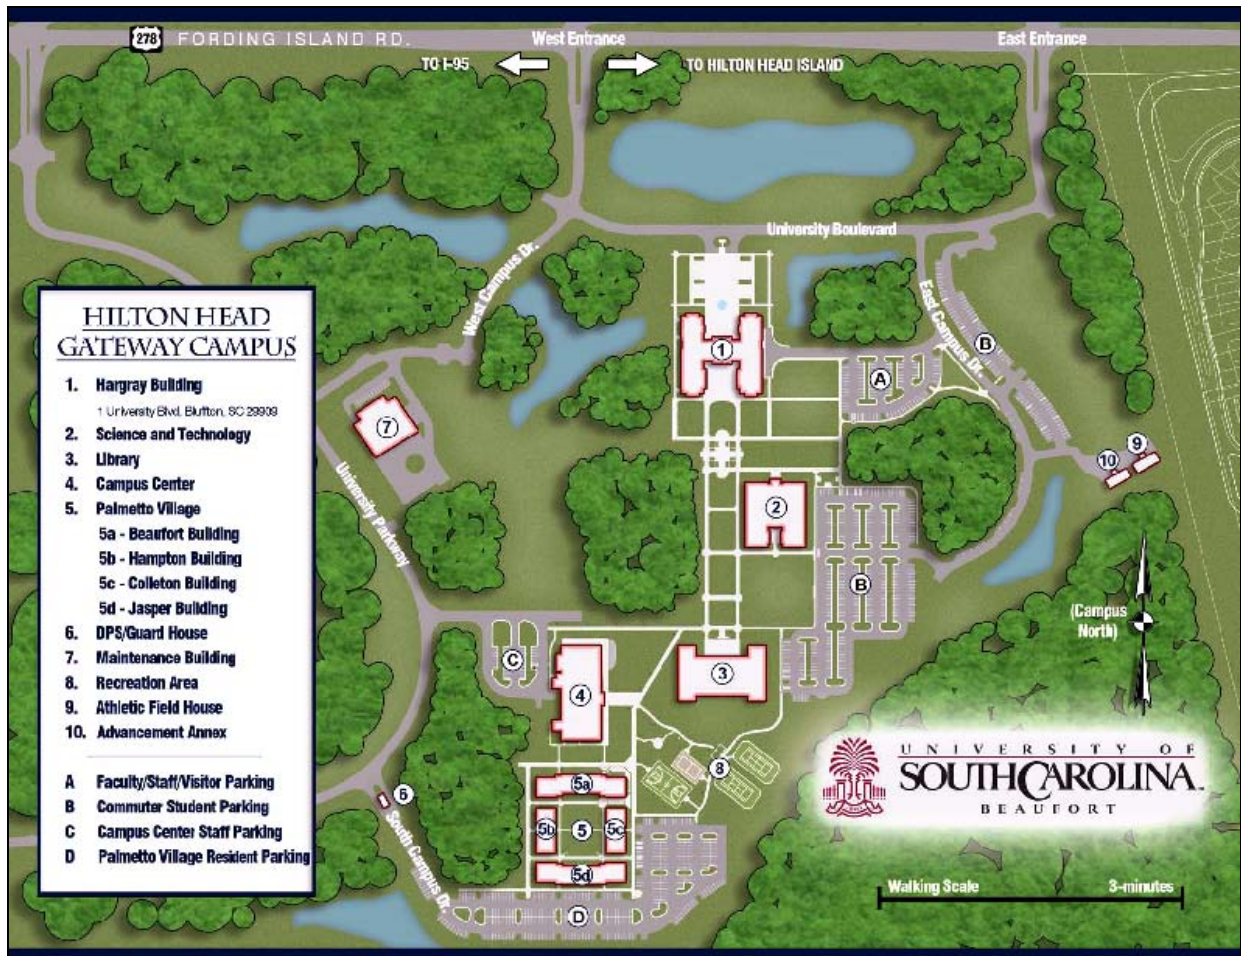 278 FORDING ISLAND RD.
West Entrance
East Entrance
TO I-95
TO HILTON HEAD ISLAND
University Boulevard
West Campus Dr.
East Campus Dr.
B
HILTON HEAD
GATEWAY CAMPUS
1. Hargray Building
1 University Blvd. Bluffton, SC 29909
2. Science and Technology
3. Library
4. Campus Center
5. Palmetto Village
5a - Beaufort Building
5b - Hampton Building
5c - Colleton Building
5d - Jasper Building
6. DPS/Guard House
7. Maintenance Building
8. Recreation Area
9. Athletic Field House
10. Advancement Annex
A Faculty/Staff/Visitor Parking
B Commuter Student Parking
C Campus Center Staff Parking
D Palmetto Village Resident Parking
1
A
7
9
10
University Parkway
2
B
(Campus
North)
C
3
4
8
6
South Campus Dr.
5a
5b
5
5c
5d
D
UNIVERSITY OF
SOUTH CAROLINA
BEAUFORT
Walking Scale
3-minutes